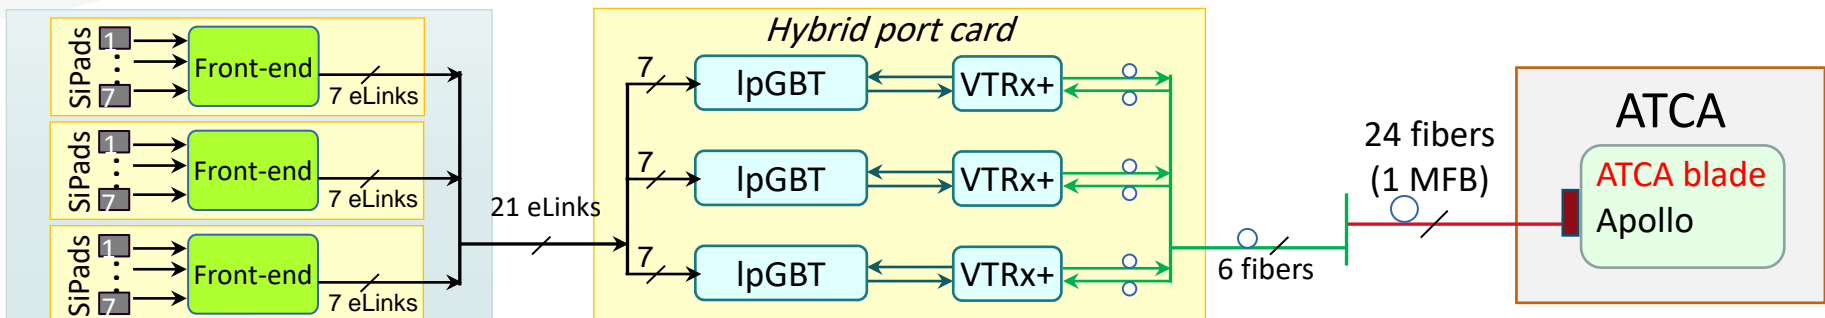 SiPads
1
7
Front-end
7 eLinks
SiPads
1
7
Front-end
7 eLinks
SiPads
1
7
Front-end
7 eLinks
21 eLinks
Hybrid port card
7
lpGBT
VTRx+
7
lpGBT
VTRx+
7
lpGBT
VTRx+
6 fibers
24 fibers
(1 MFB)
ATCA
ATCA blade
Apollo